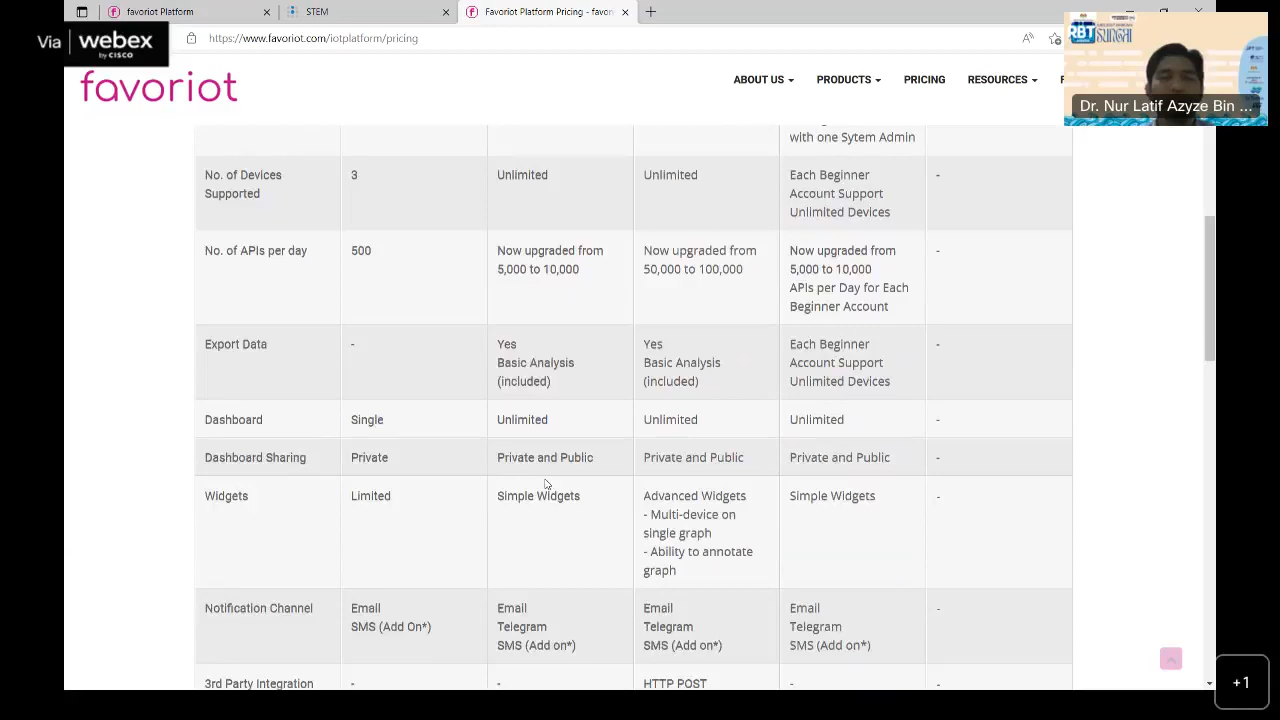 favoriot Platform
STEM
favoriot Platform Pricing - favori
Via webex
by CISCO
https://www.favoriot.com/iotplatformpricing
favoriot
ABOUT US
PRODUCTS
PRICING
RESOURCES
RBT
SUNGAI
Dr. Nur Latif Azyze Bin ...
with one Sytem Admin
No. of Devices Supported 3 Unlimited Unlimited Each Beginner
Account Support
Unlimited Devices
-
No. of APIs per day 500 Now upgraded from 5,000 to 10,000
Now upgraded from 50,000 to 100,000
Now upgraded from
5,000 to 10,000
APIs per Day for Each
Beginner Account
-
Export Data
-
Yes
Basic Analysis
(included)
Yes
Basic Analysis
(included)
Each Beginner
Account Support
Unlimited Devices
-
Dashboard Single Unlimited Unlimited Unlimited -
Dashboard Sharing Private Private and Public Private and Public Private and Public -
Widgets
Limited
Simple Widgets
Advanced Widgets
- Multi-device on
single graph
- Ability to annotate
graph
Simple Widgets
-
Notification Channel
Email
SMS (Add On*)
Email
Telegram
SMS (Add on*)
Email
Telegram
SMS (Add on*)
Email
Telegram
SMS (Add on*)
-
3rd Party Integration - - HTTP POST - -
+1